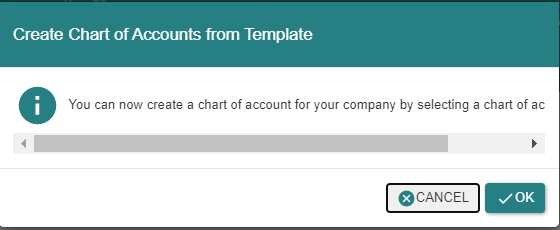 Create Chart of Accounts from Template
You can now create a chart of account for your company by selecting a chart of ac
CANCEL
OK